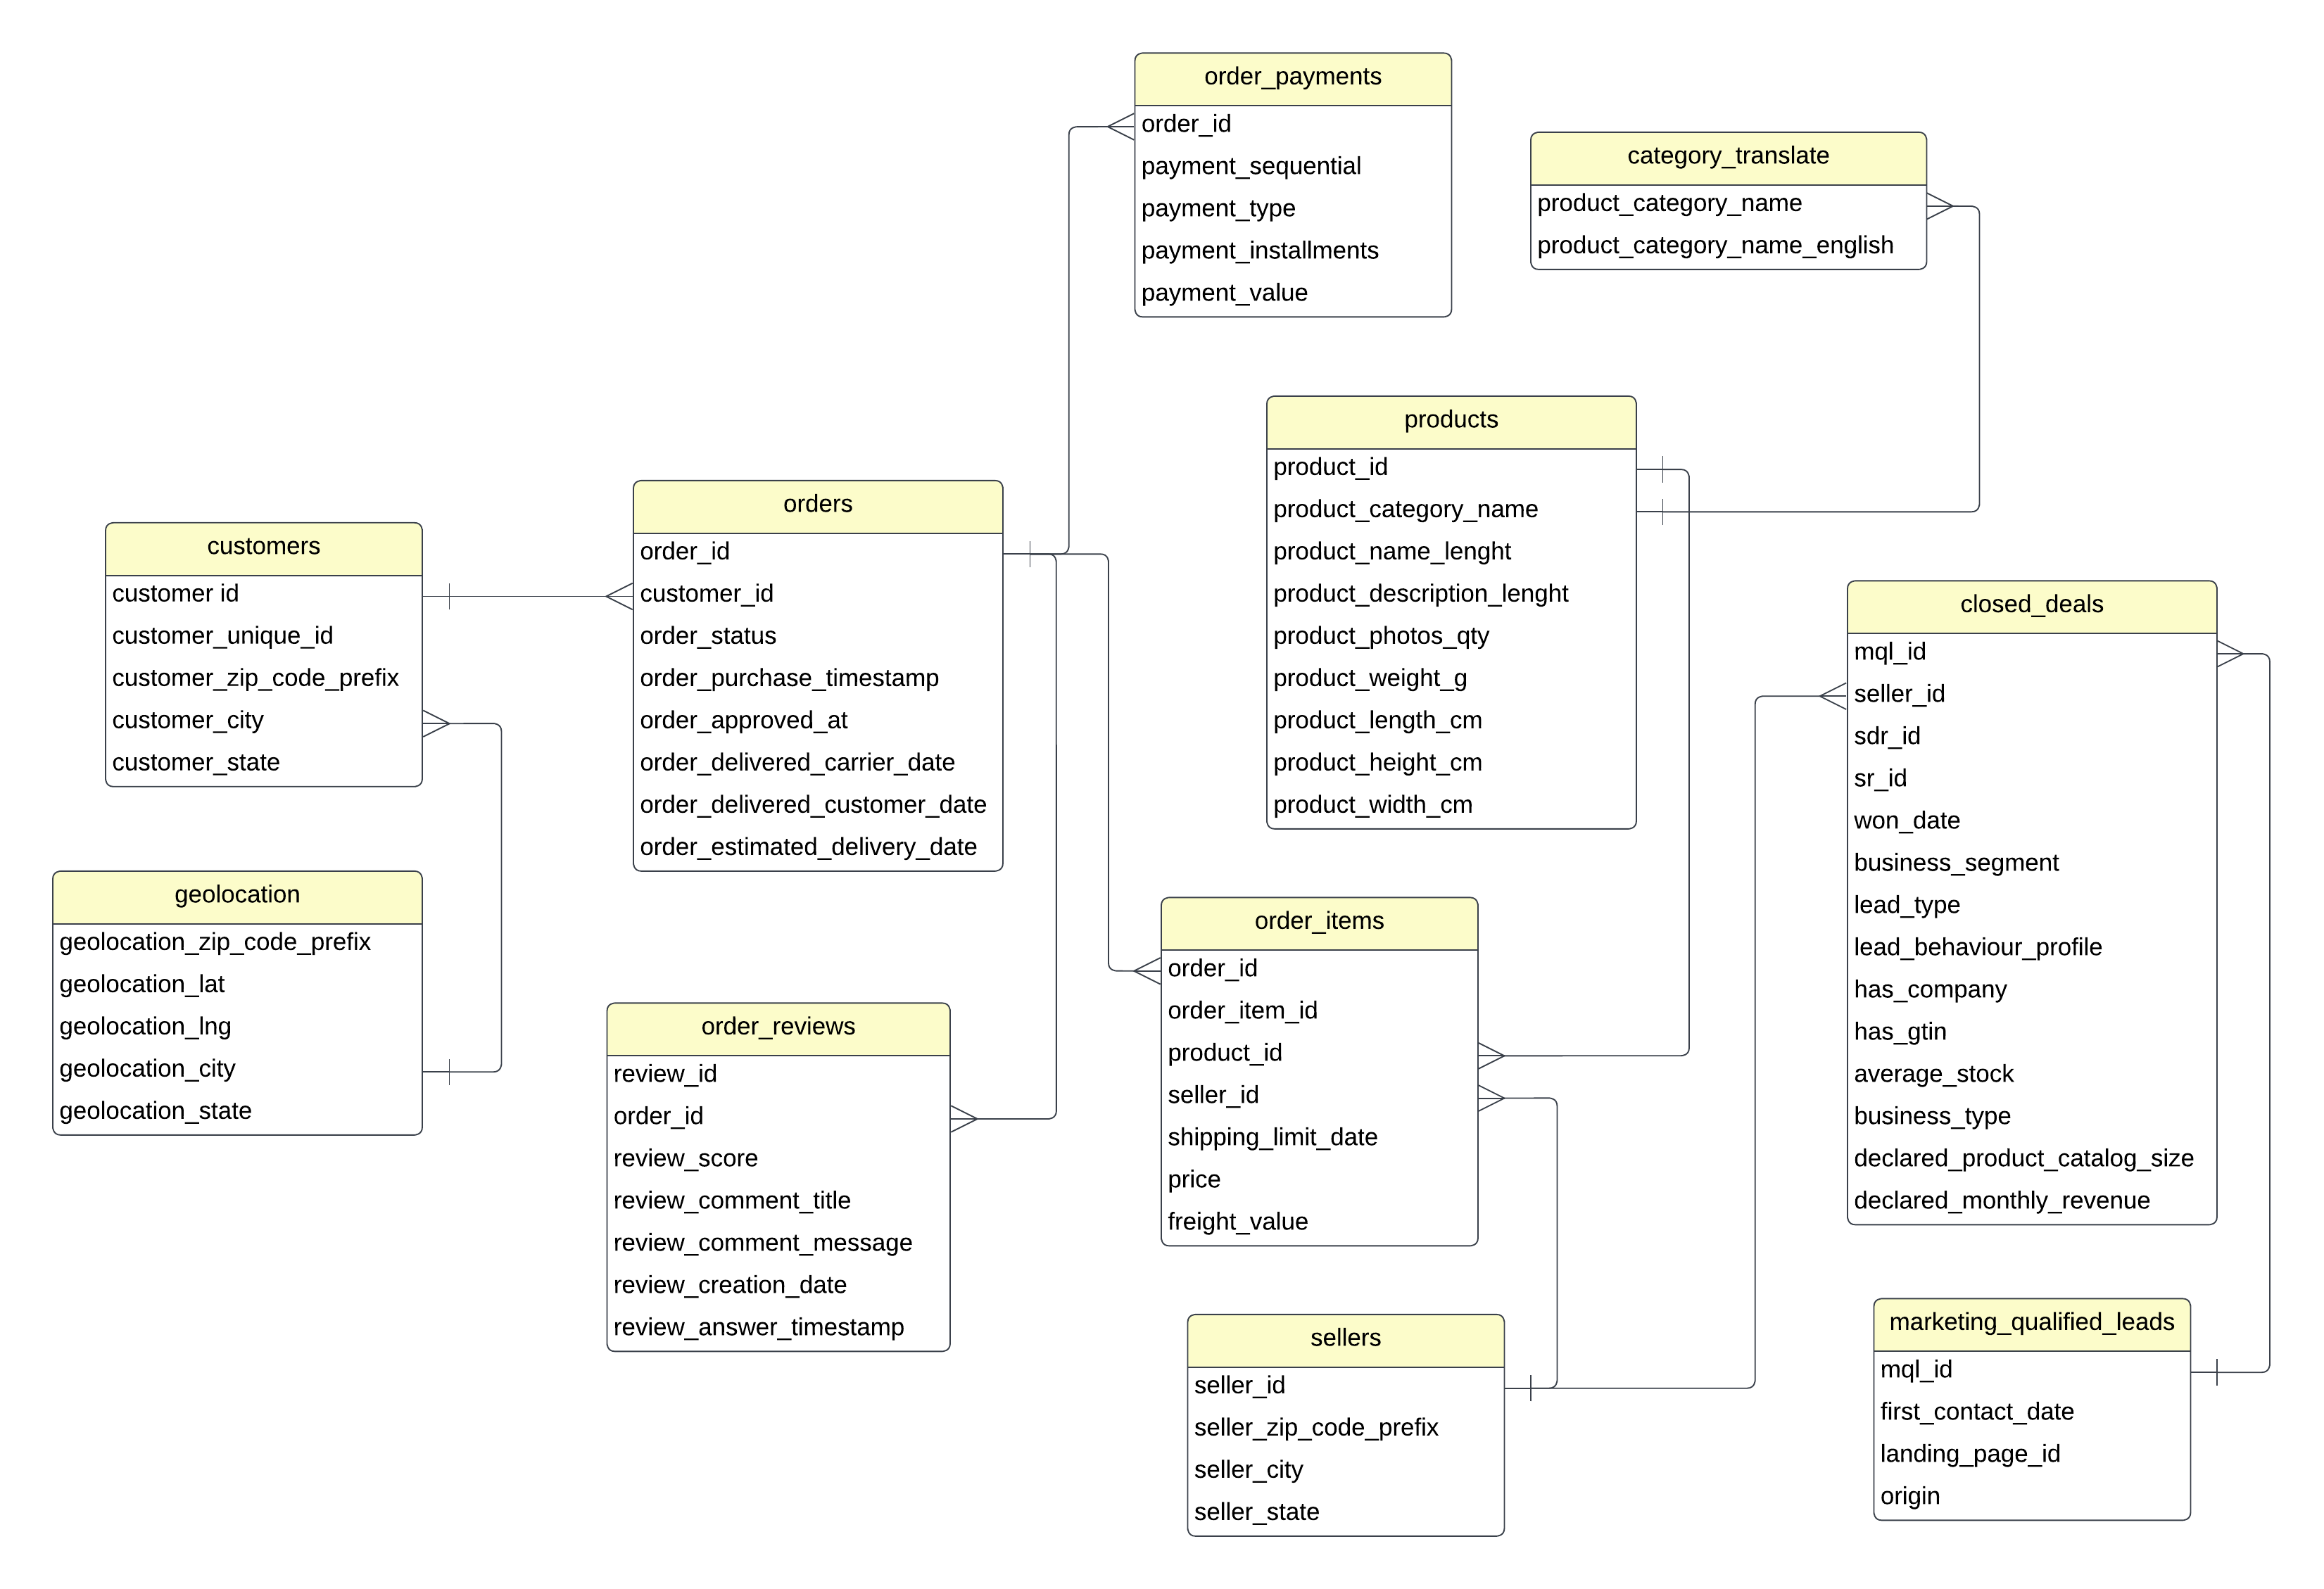 order_payments
order_id
payment_sequential
payment_type
payment_installments
payment_value
category_translate
product_category_name
product_category_name_english
products
product_id
product_category_name
product_name_lenght
product_description_lenght
product_photos_qty
product_weight_g
product_length_cm
product_height_cm
product_width_cm
orders
order_id
customer_id
order_status
order_purchase_timestamp
order_approved_at
order_delivered_carrier_date
order_delivered_customer_date
order_estimated_delivery_date
customers
customer id
customer_unique_id
customer_zip_code_prefix
customer_city
customer_state
closed_deals
mql_id
seller_id
sdr_id
sr_id
won_date
business_segment
lead_type
lead_behaviour_profile
has_company
has_gtin
average_stock
business_type
declared_product_catalog_size
declared_monthly_revenue
geolocation
geolocation_zip_code_prefix
geolocation_lat
geolocation_lng
geolocation_city
geolocation_state
order_items
order_id
order_item_id
product_id
seller_id
shipping_limit_date
price
freight_value
order_reviews
review_id
order_id
review_score
review_comment_title
review_comment_message
review_creation_date
review_answer_timestamp
sellers
seller_id
seller_zip_code_prefix
seller_city
seller_state
marketing_qualified_leads
mql_id
first_contact_date
landing_page_id
origin